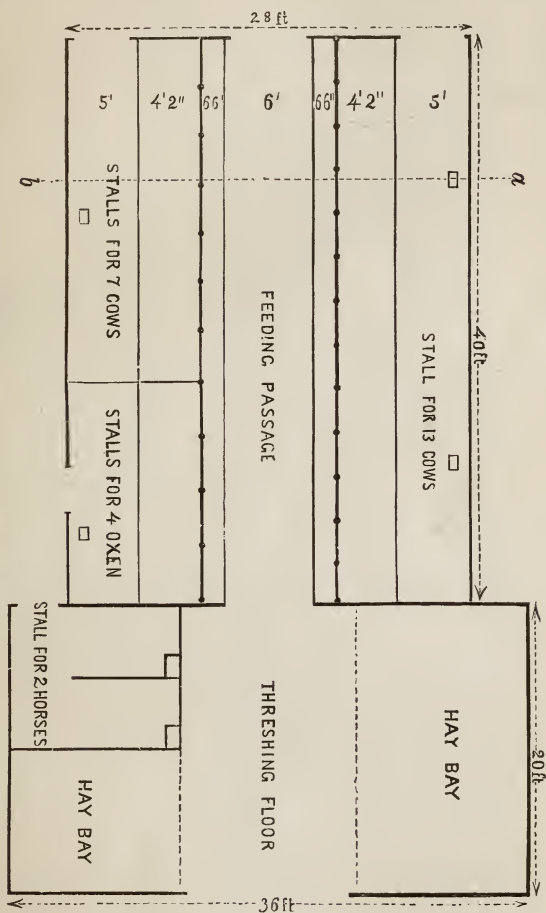 28 ft
5'
4'2"
66'
6'
66"
4'2"
5'
b
a
STALLS FOR 7 COWS
FEEDING PASSAGE
STALL FOR 13 COWS
40 ft
STALLS FOR 4 OXEN
STALL FOR 2 HORSES
THRESHING FLOOR
HAY BAY
HAY BAY
20 ft
36 ft